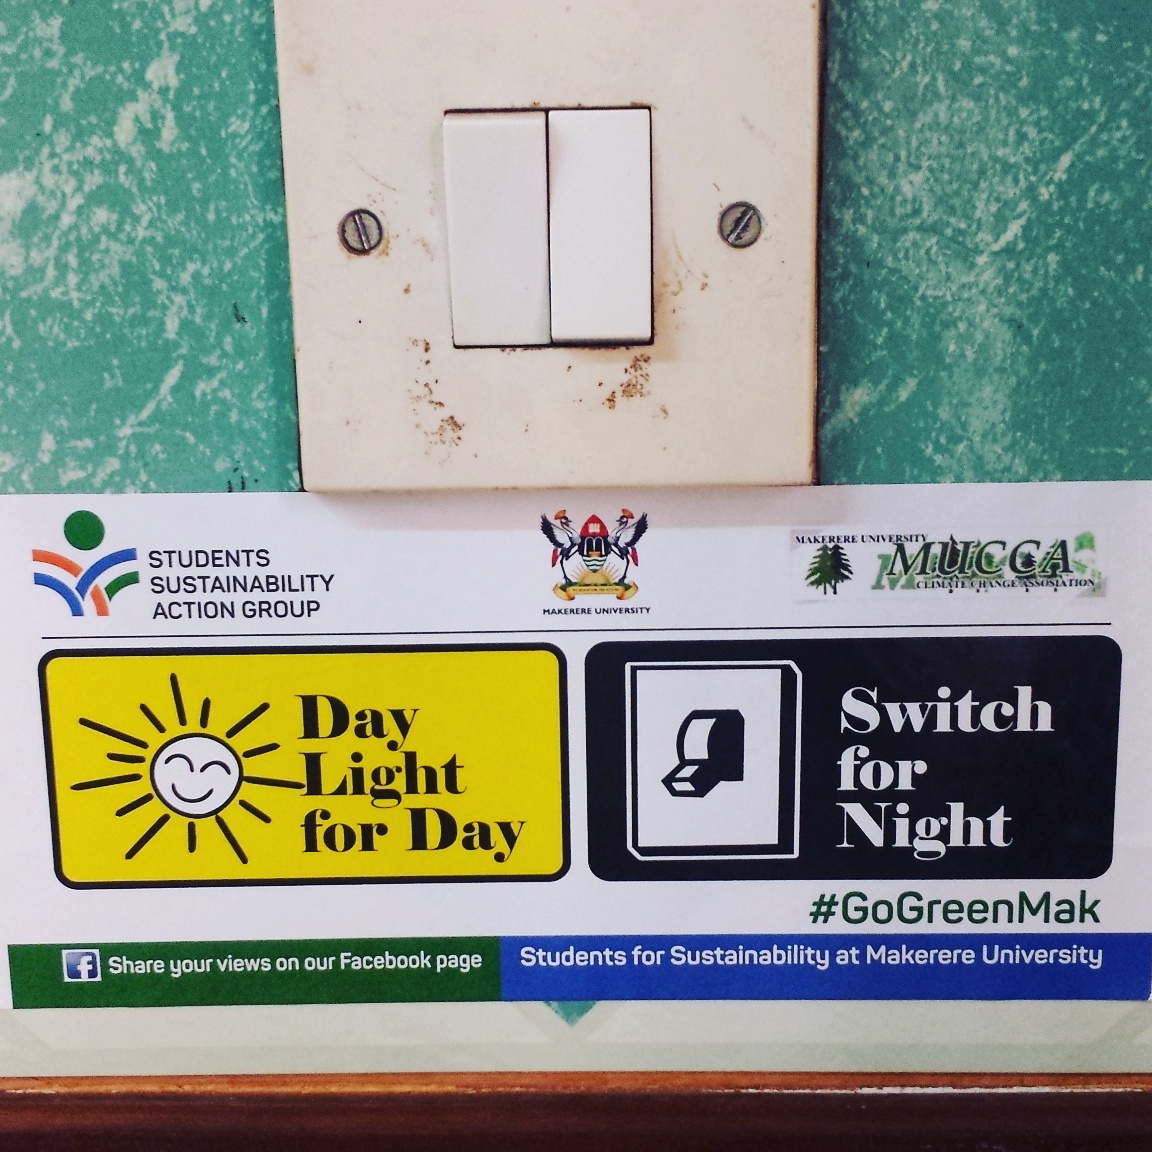 STUDENTS
SUSTAINABILITY
ACTION GROUP
MAKERERE UNIVERSITY
MAKERERE UNIVERSITY
MUCCA
CLIMATE CHANGE ASSOSIATION
Day
Light
for Day
Switch
for
Night
#GoGreenMak
Share your views on our Facebook page
Students for Sustainability at Makerere University